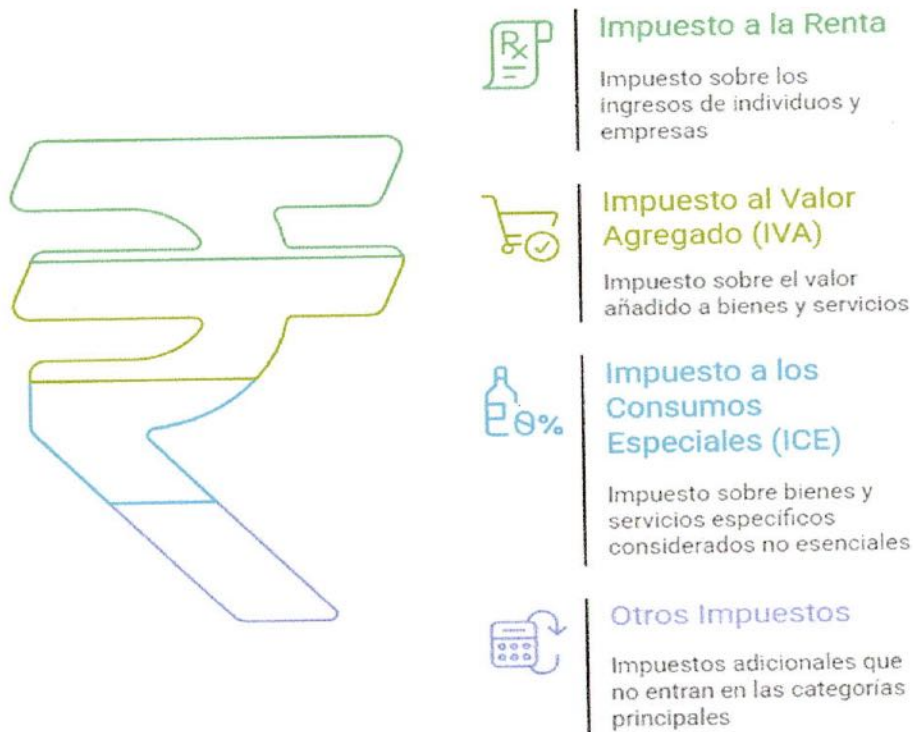 Impuesto a la Renta
Impuesto sobre los
ingresos de individuos y
empresas
Impuesto al Valor
Agregado (IVA)
Impuesto sobre el valor
añadido a bienes y servicios
0%
Impuesto a los
Consumos
Especiales (ICE)
Impuesto sobre bienes y
servicios específicos
considerados no esenciales
Otros Impuestos
Impuestos adicionales que
no entran en las categorías
principales